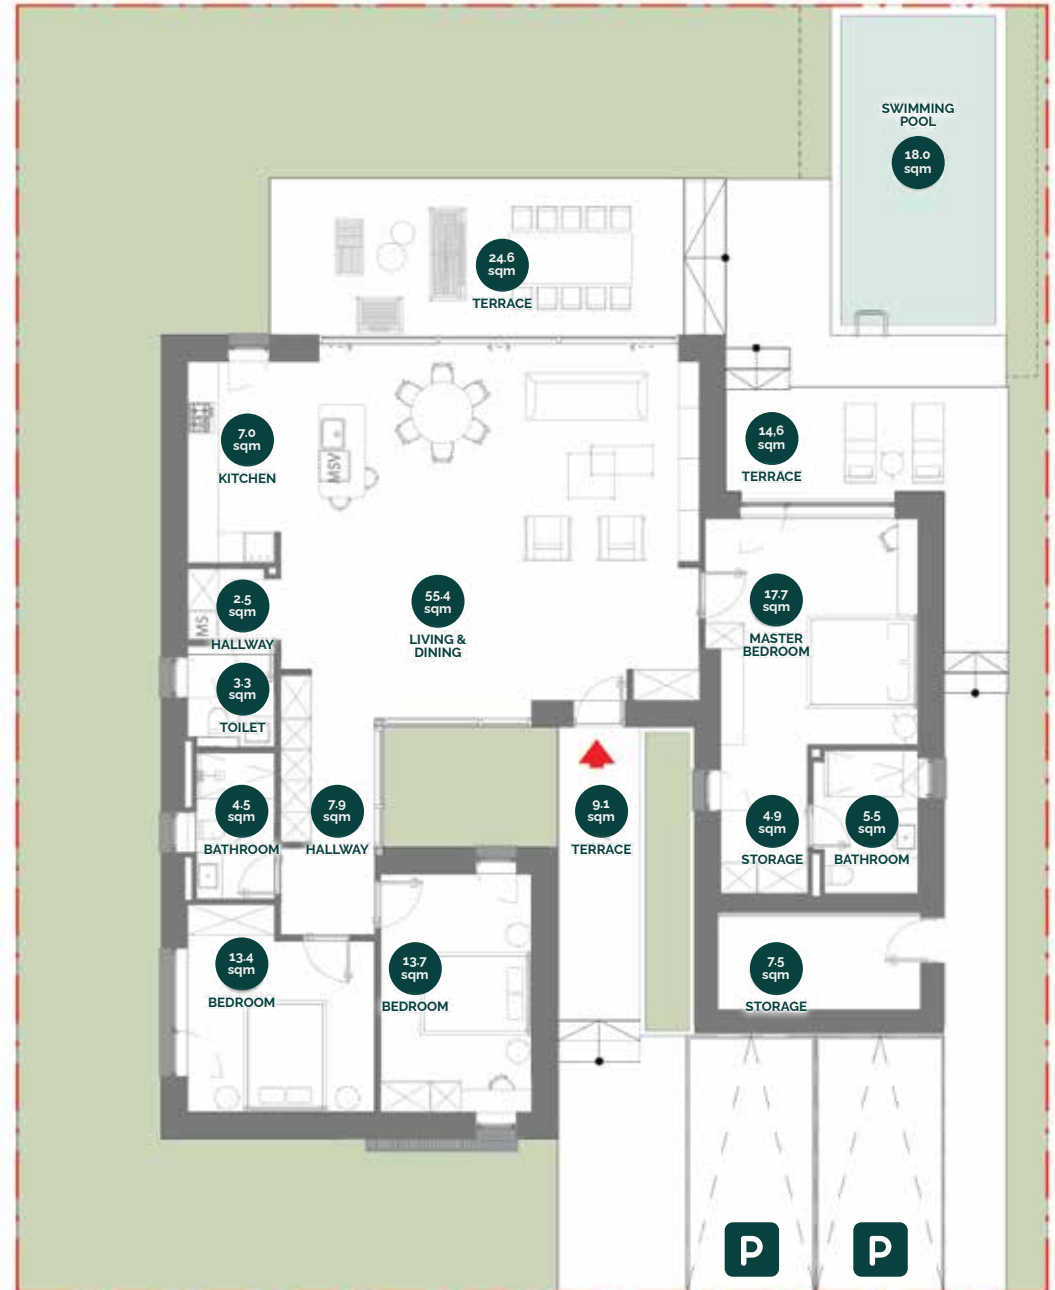 SWIMMING
POOL
18.0
sqm
24.6
sqm
TERRACE
7.0
sqm
KITCHEN
MSV
14,6
sqm
TERRACE
2.5
sqm
HALLWAY
MS
55.4
sqm
LIVING &
DINING
17.7
sqm
MASTER
BEDROOM
3.3
sqm
TOILET
4.5
sqm
BATHROOM
7.9
sqm
HALLWAY
9.1
sqm
TERRACE
4.9
sqm
STORAGE
5.5
sqm
BATHROOM
13.4
sqm
BEDROOM
13.7
sqm
BEDROOM
7.5
sqm
STORAGE
P
P